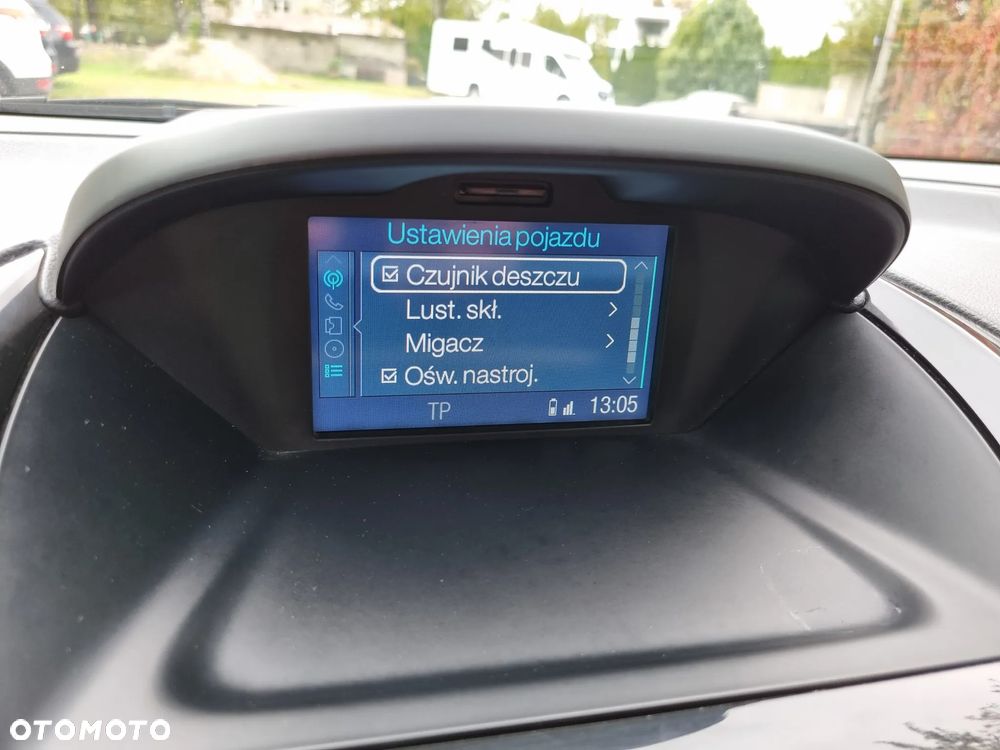 Ustawienia pojazdu
Czujnik deszczu
Lust. skł.
Migacz
Ośw. nastroj.
TP 13:05
OTOMOTO